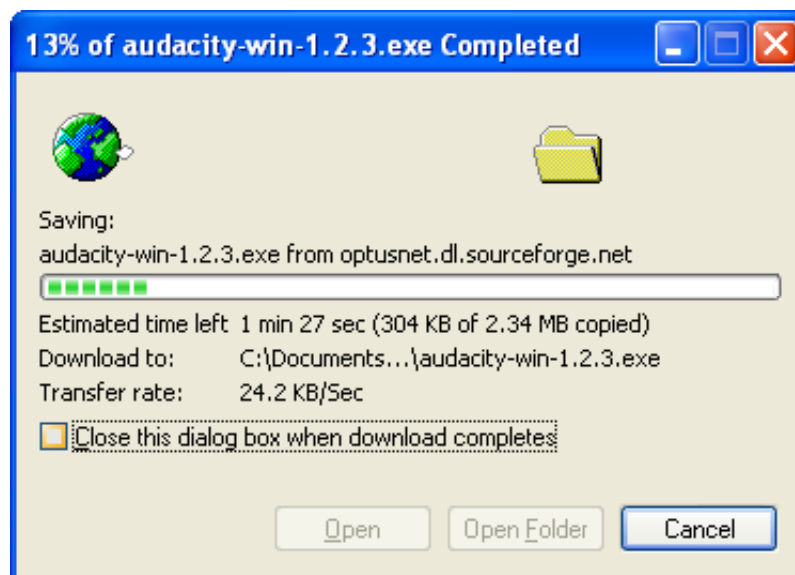 13% of audacity-win-1.2.3.exe Completed
Saving:
audacity-win-1.2.3.exe from optusnet.dl.sourceforge.net
Estimated time left 1 min 27 sec (304 KB of 2.34 MB copied)
Download to: C:\Documents...\audacity-win-1.2.3.exe
Transfer rate: 24.2 KB/Sec
Close this dialog box when download completes
Open Open Folder Cancel